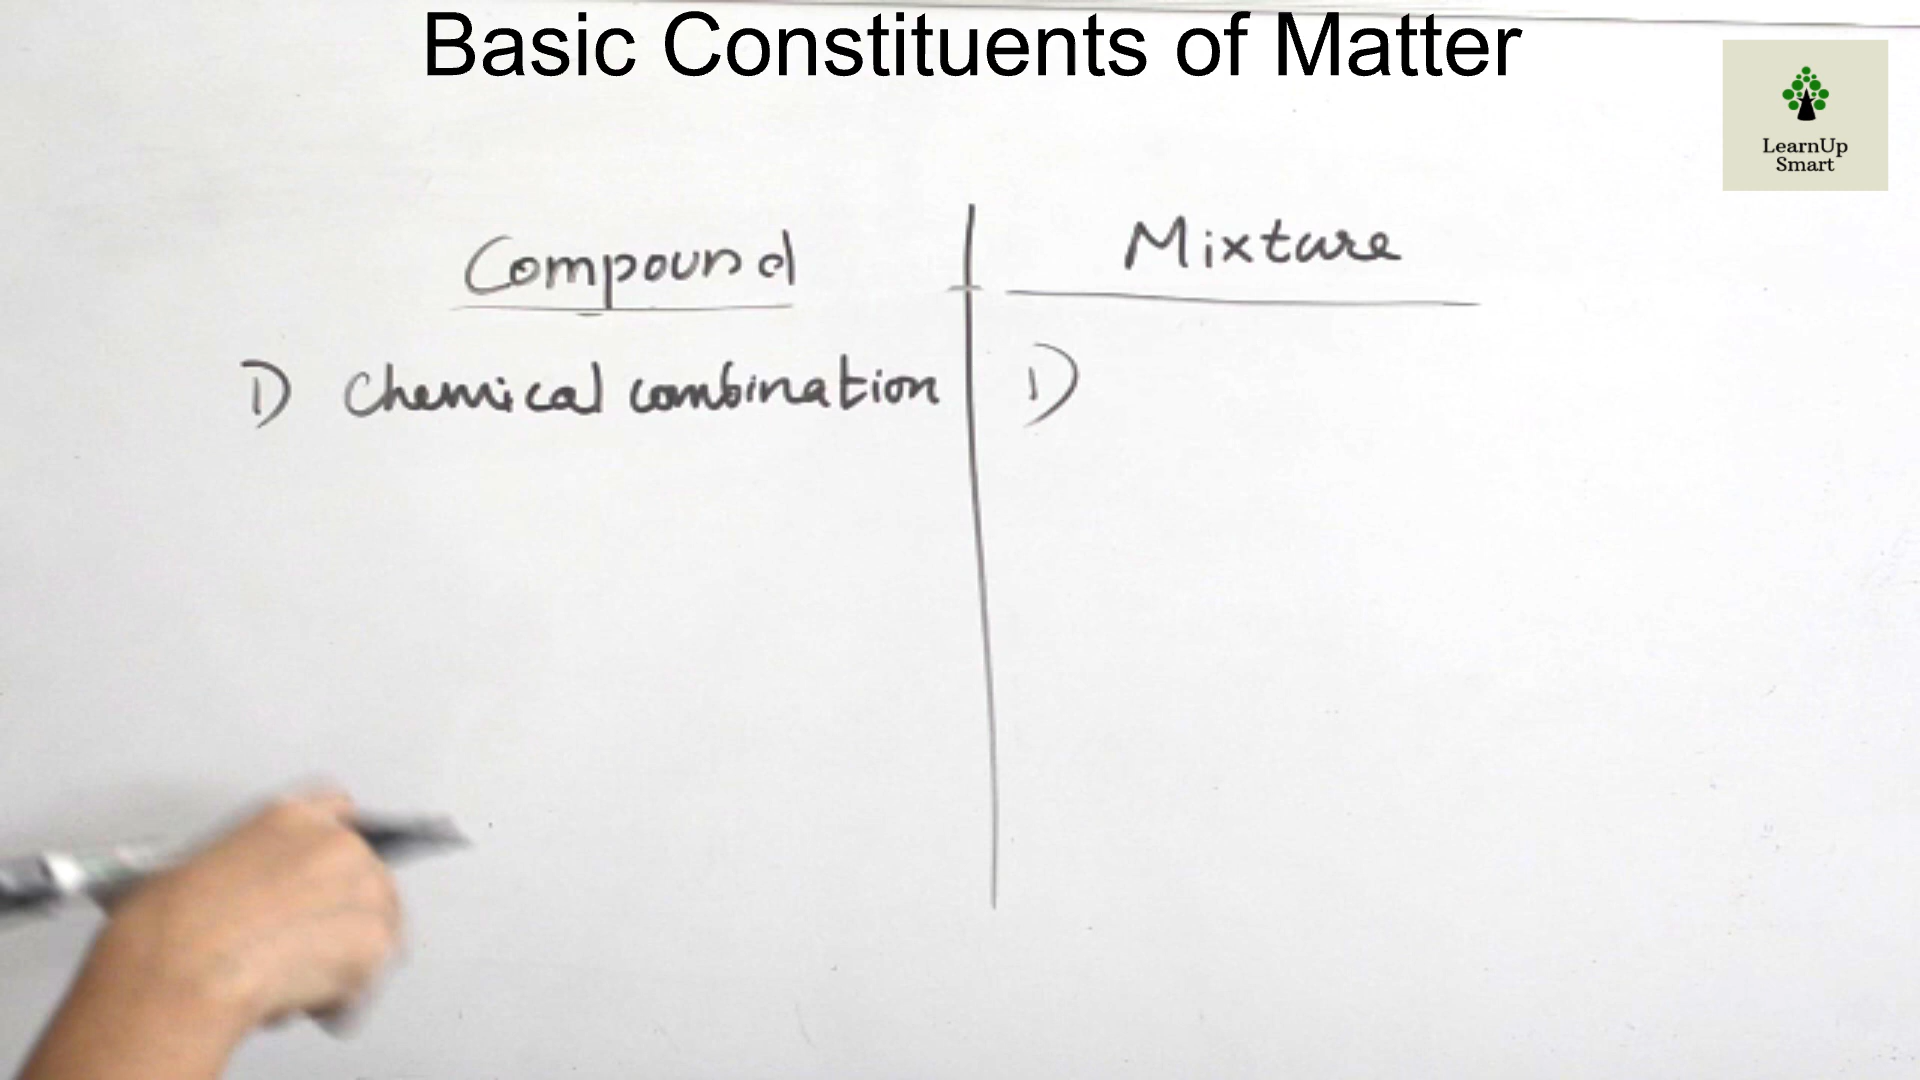 Basic Constituents of Matter
LearnUp
Smart
Compound
Mixture
1) Chemical combination
1)